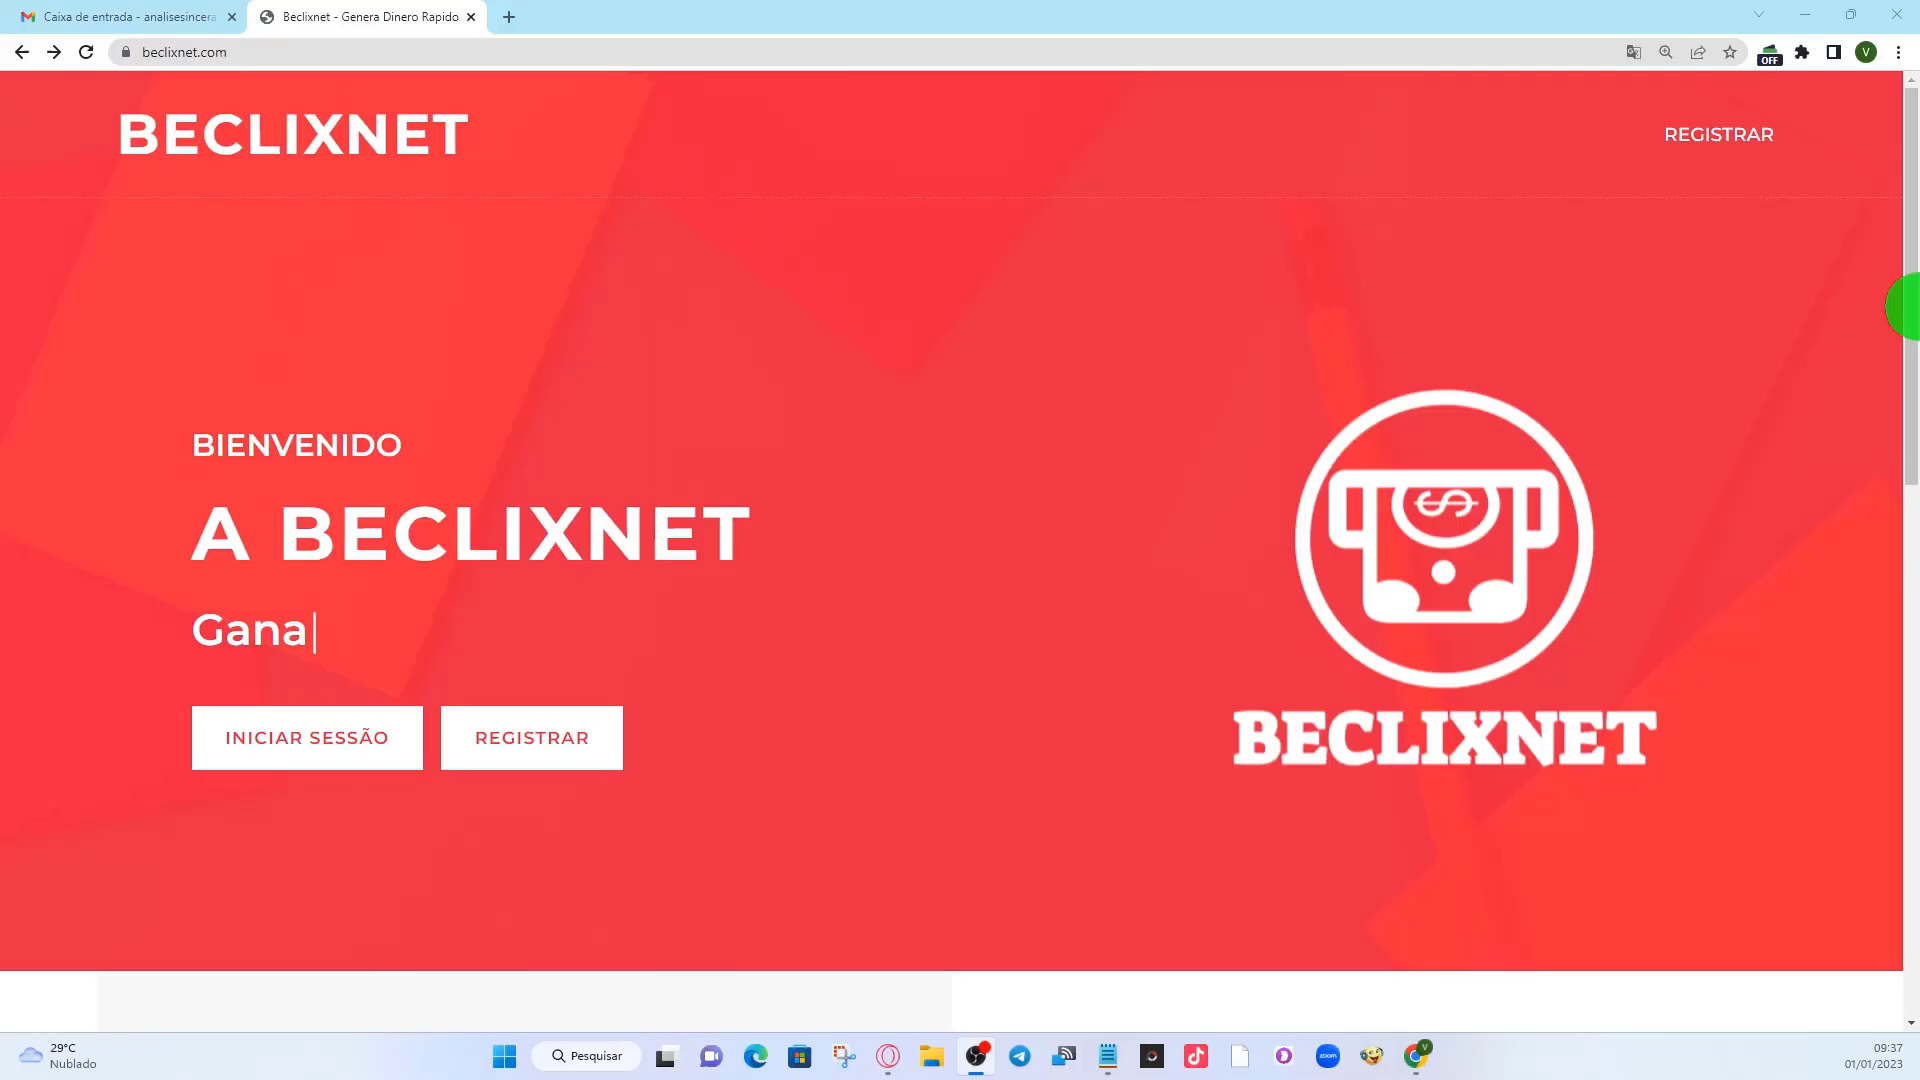 Caixa de entrada - analisesincera
Beclixnet - Genera Dinero Rapido
beclixnet.com
OFF
V
BECLIXNET
REGISTRAR
BIENVENIDO
A BECLIXNET
Gana
INICIAR SESSÃO
REGISTRAR
BECLIXNET
29°C
Nublado
Pesquisar
zoom
V
09:37
01/01/2023